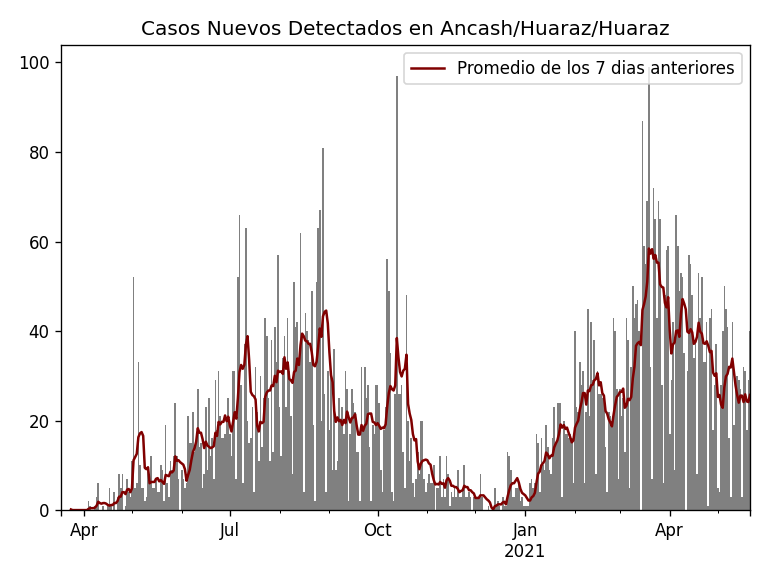 Casos Nuevos Detectados en Ancash/Huaraz/Huaraz
Promedio de los 7 dias anteriores
100
80
60
40
20
0
Apr Jul Oct Jan Apr
2021